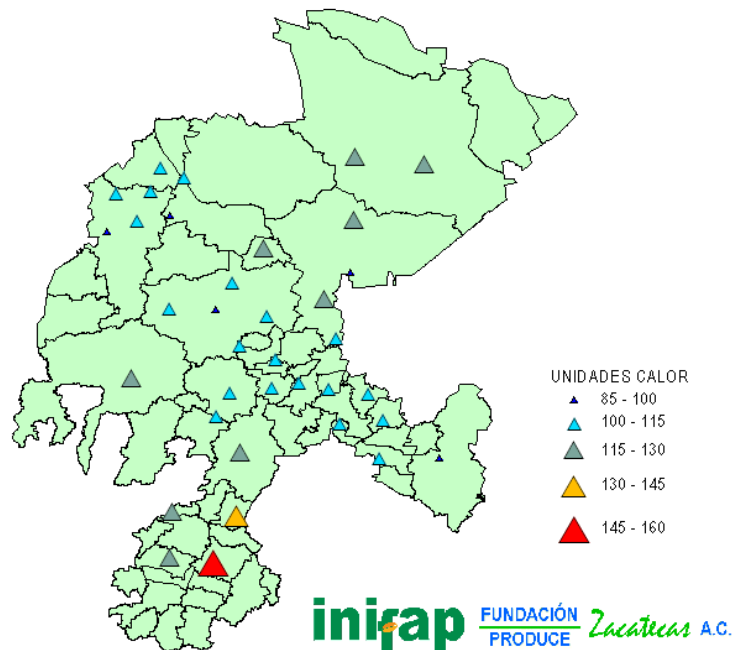 UNIDADES CALOR
85 - 100
100 - 115
115 - 130
130 - 145
145 - 160
inifap
FUNDACIÓN
PRODUCE
Zacatecas A.C.